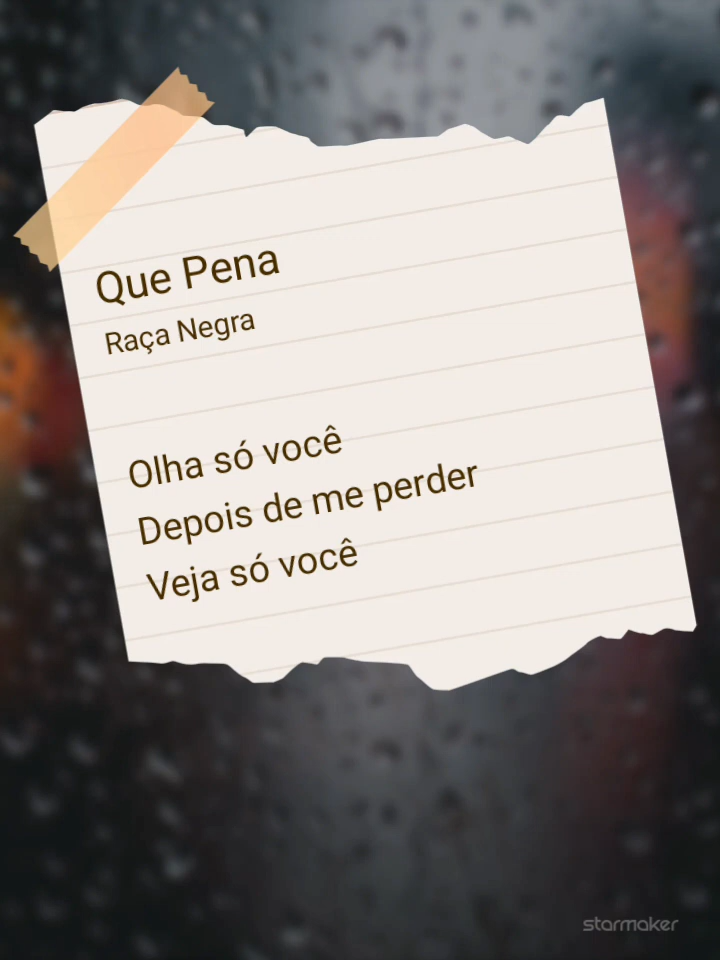 Que Pena
Raça Negra
Olha só você
Depois de me perder
Veja só você
starmaker